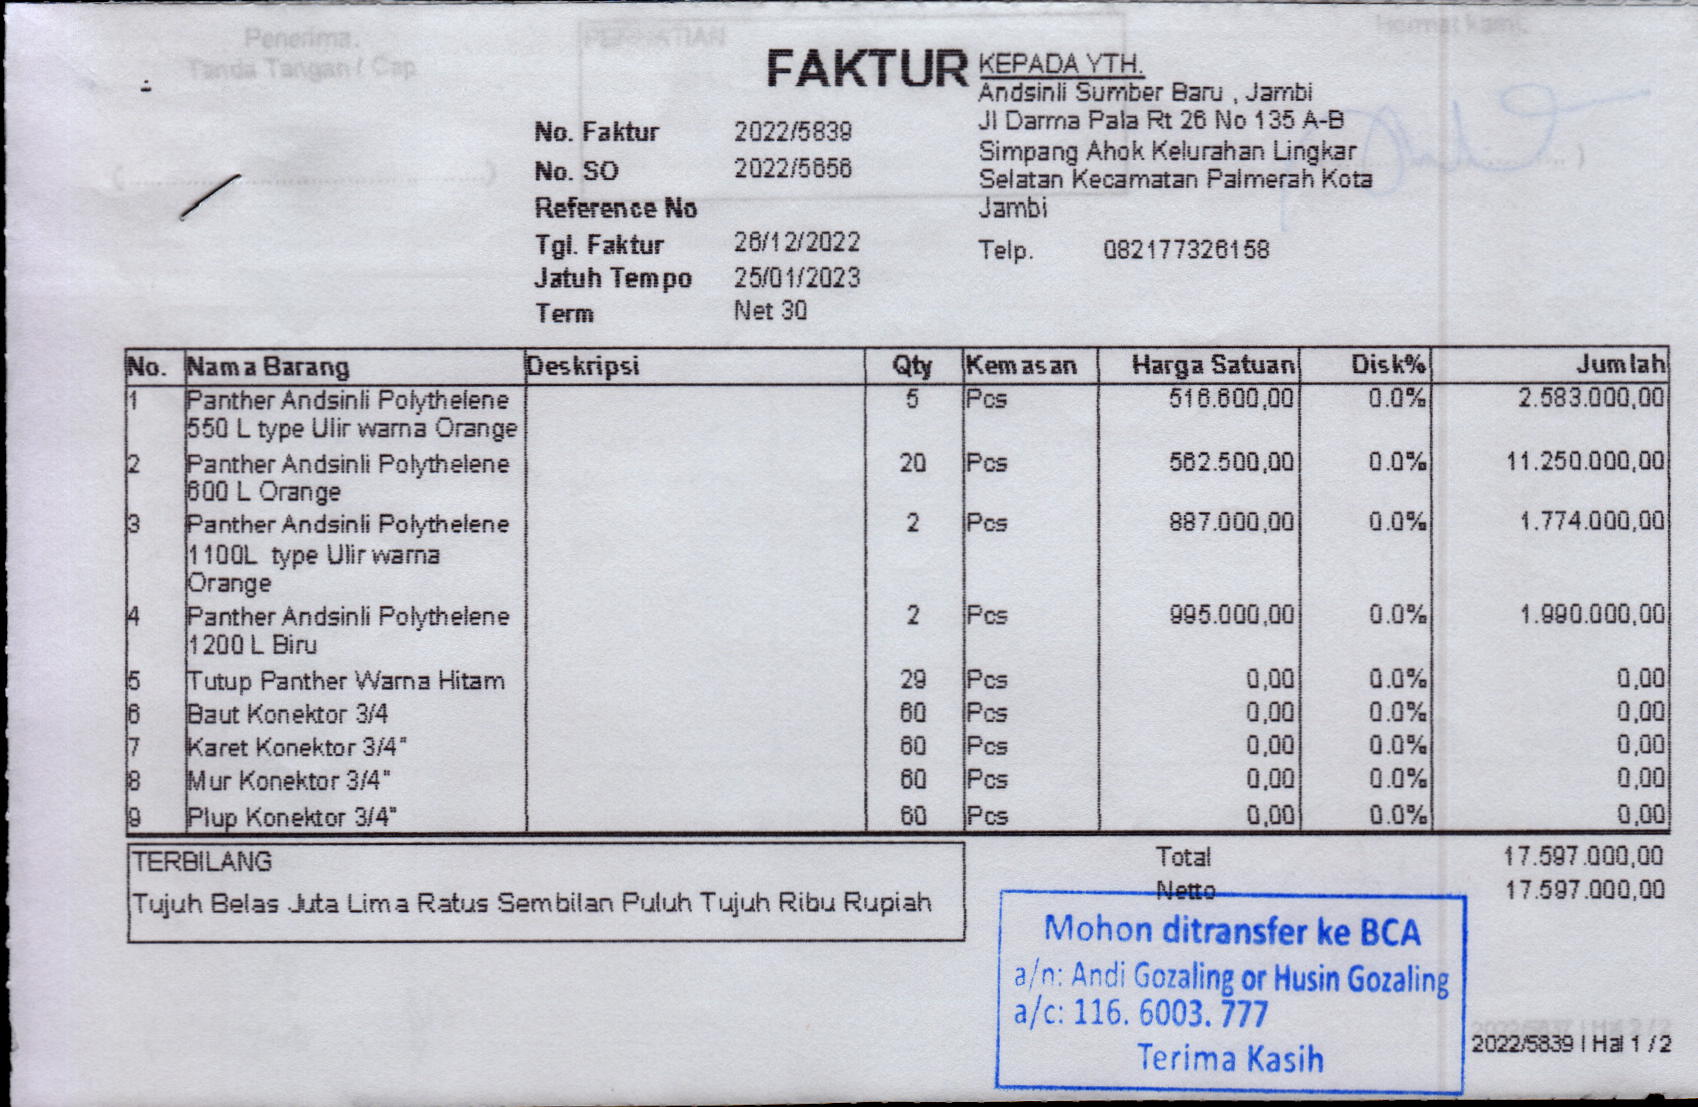 FAKTUR
KEPADA YTH.
Andsinli Sumber Baru , Jambi
Jl Darma Pala Rt 26 No 135 A-B
Simpang Ahok Kelurahan Lingkar
Selatan Kecamatan Palmerah Kota
Jambi
Telp. 082177326158
No. Faktur 2022/5839
No. SO 2022/5656
Reference No
Tgl. Faktur 26/12/2022
Jatuh Tempo 25/01/2023
Term Net 30
No. Nama Barang Deskripsi Qty Kemasan Harga Satuan Disk% Jumlah
1 Panther Andsinli Polythelene 5 Pcs 516.600,00 0.0% 2.583.000,00
550 L type Ulir warna Orange
2 Panther Andsinli Polythelene 20 Pcs 562.500,00 0.0% 11.250.000,00
600 L Orange
3 Panther Andsinli Polythelene 2 Pcs 887.000,00 0.0% 1.774.000,00
1100L type Ulir warna
Orange
4 Panther Andsinli Polythelene 2 Pcs 995.000,00 0.0% 1.990.000,00
1200 L Biru
5 Tutup Panther Warna Hitam 29 Pcs 0,00 0.0% 0,00
6 Baut Konektor 3/4 60 Pcs 0,00 0.0% 0,00
7 Karet Konektor 3/4" 60 Pcs 0,00 0.0% 0,00
8 Mur Konektor 3/4" 60 Pcs 0,00 0.0% 0,00
9 Plup Konektor 3/4" 60 Pcs 0,00 0.0% 0,00
TERBILANG
Tujuh Belas Juta Lima Ratus Sembilan Puluh Tujuh Ribu Rupiah
Total 17.597.000,00
Netto 17.597.000,00
Mohon ditransfer ke BCA
a/n: Andi Gozaling or Husin Gozaling
a/c: 116. 6003. 777
Terima Kasih
2022/5839 | Hal 1 / 2
Penerima.
Tanda Tangan / Cap
PERHATIAN
Hormat kami.